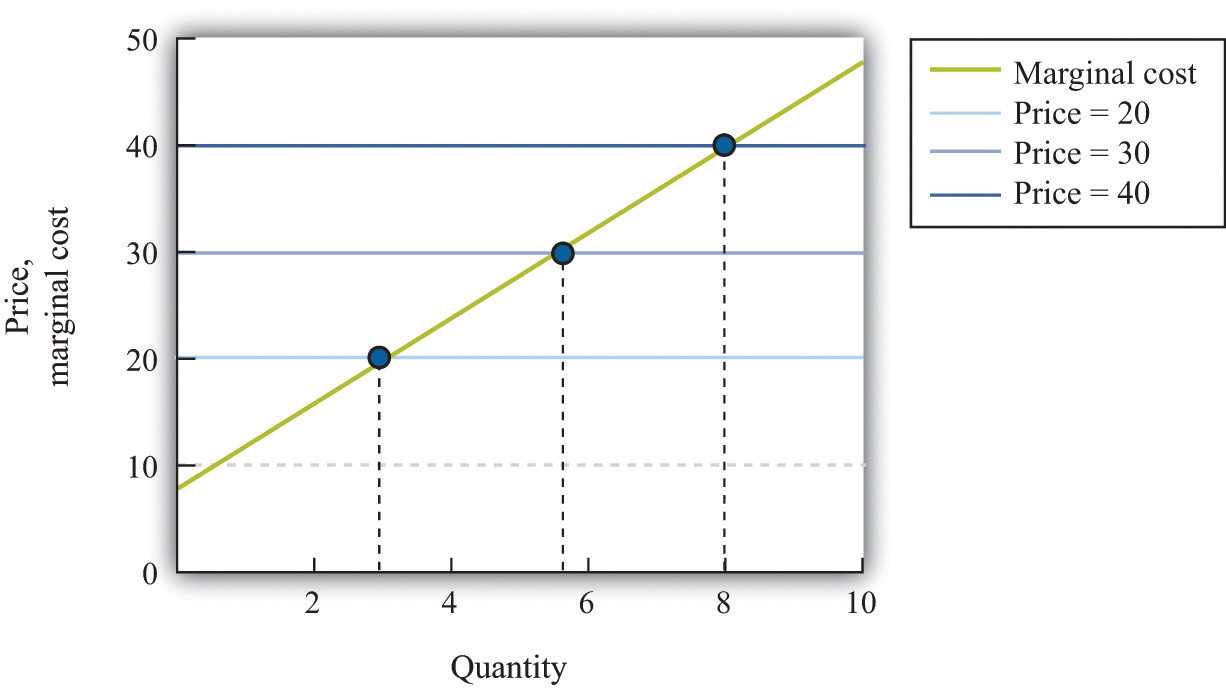 50
40
30
20
10
0
Price,
marginal cost
2 4 6 8 10
Quantity
Marginal cost
Price = 20
Price = 30
Price = 40